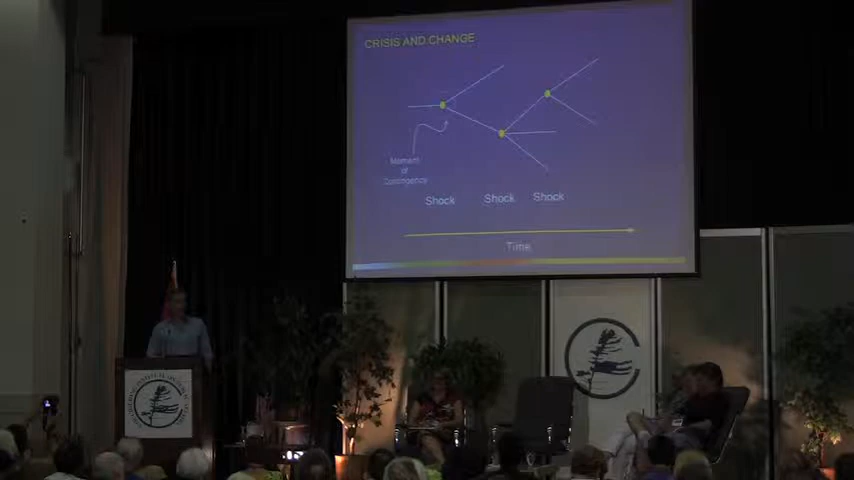 CRISIS AND CHANGE
Moment
of
Contingency
Shock Shock Shock
Time